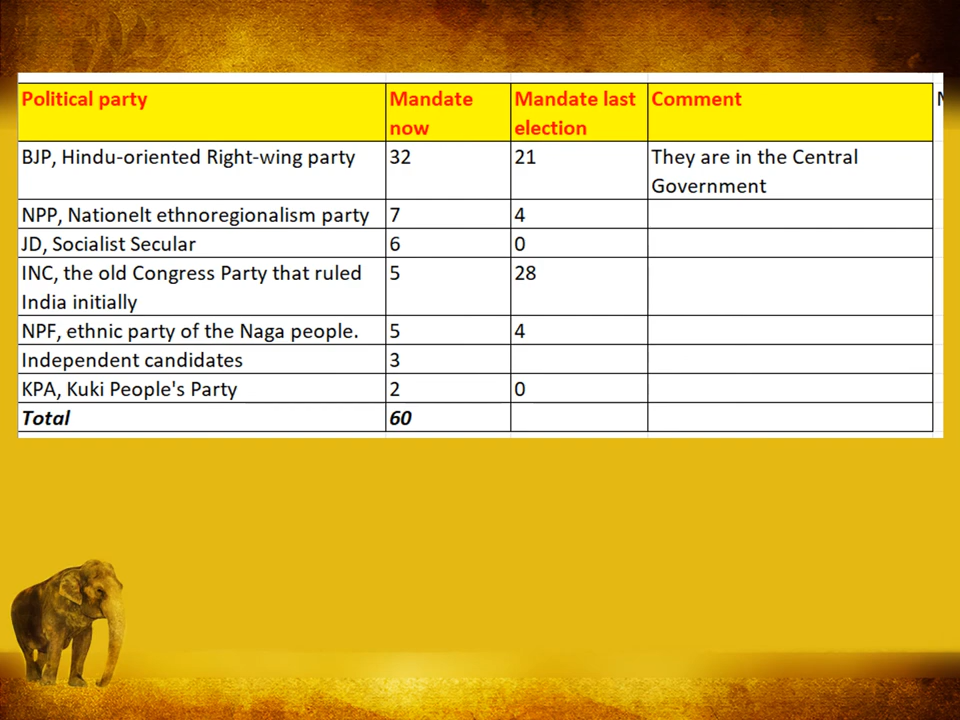 Political party Mandate now Mandate last election Comment
BJP, Hindu-oriented Right-wing party 32 21 They are in the Central Government
NPP, Nationelt ethnoregionalism party 7 4
JD, Socialist Secular 6 0
INC, the old Congress Party that ruled India initially 5 28
NPF, ethnic party of the Naga people. 5 4
Independent candidates 3
KPA, Kuki People's Party 2 0
Total 60